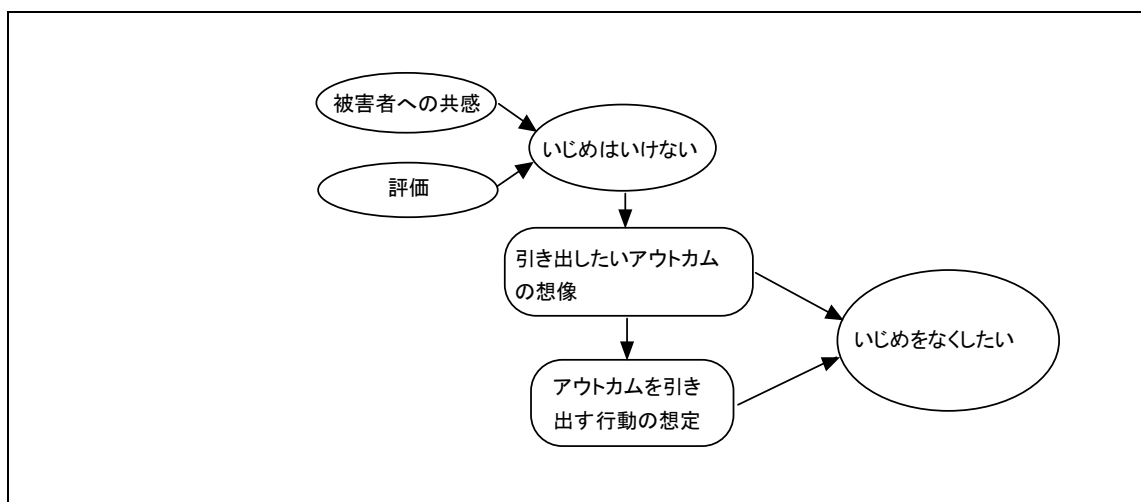 被害者への共感
いじめはいけない
評価
引き出したいアウトカム
の想像
いじめをなくしたい
アウトカムを引き
出す行動の想定